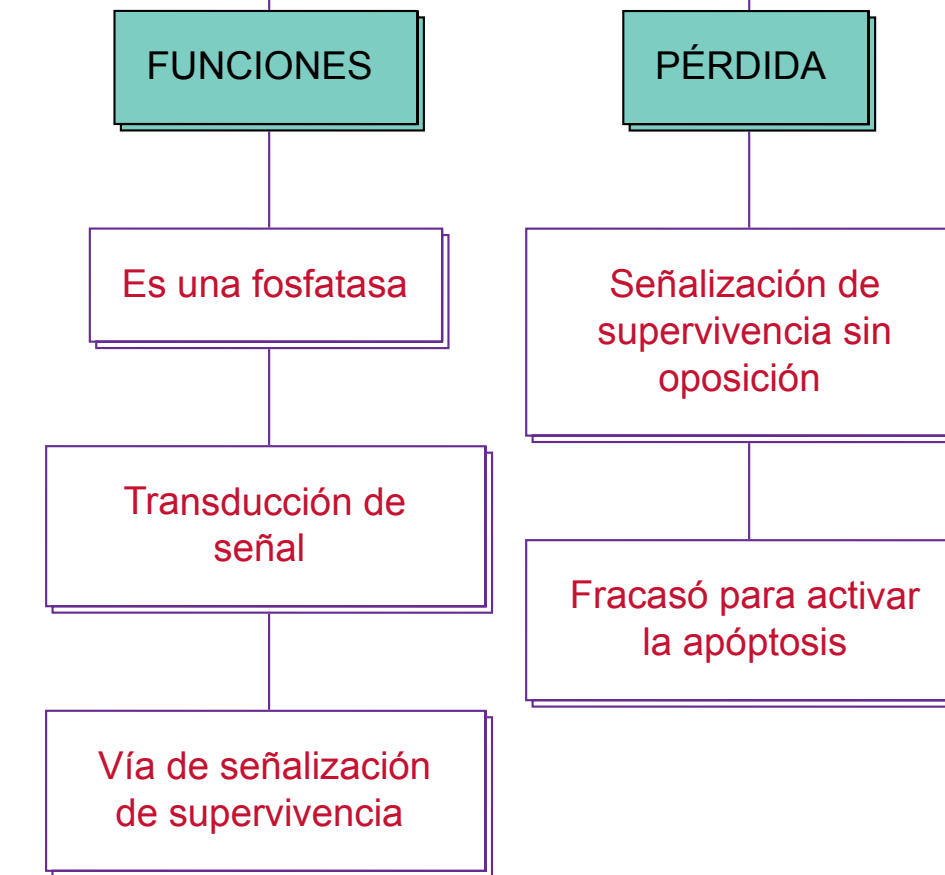 FUNCIONES
Es una fosfatasa
Transducción de
señal
Vía de señalización
de supervivencia
PÉRDIDA
Señalización de
supervivencia sin
oposición
Fracasó para activar
la apóptosis